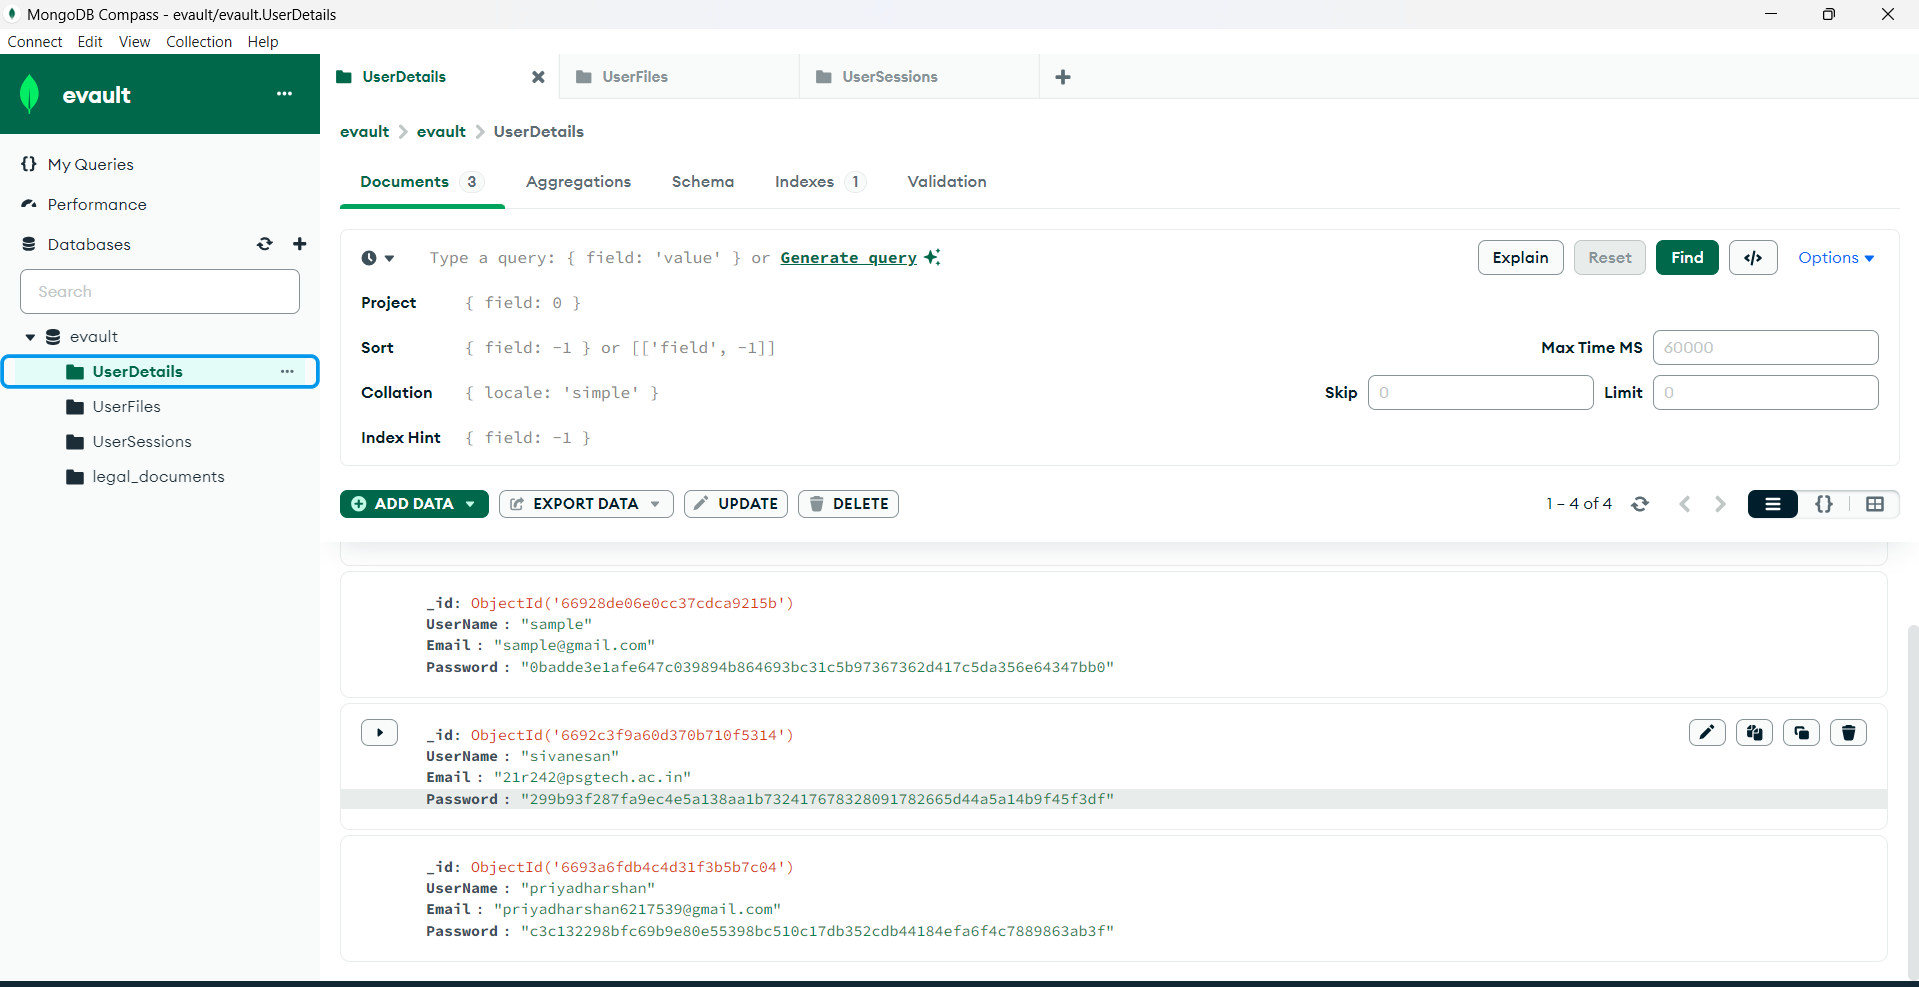 MongoDB Compass - evault/evault.UserDetails
Connect Edit View Collection Help
evault
UserDetails
UserFiles
UserSessions
evault > evault > UserDetails
My Queries
Performance
Databases
Search
evault
UserDetails
UserFiles
UserSessions
legal_documents
Documents 3 Aggregations Schema Indexes 1 Validation
Type a query: { field: 'value' } or Generate query
Explain Reset Find </> Options
Project { field: 0 }
Sort { field: -1 } or [['field', -1]]
Max Time MS 60000
Collation { locale: 'simple' }
Skip 0 Limit 0
Index Hint { field: -1 }
ADD DATA EXPORT DATA UPDATE DELETE
1 – 4 of 4
{}
_id: ObjectId('66928de06e0cc37cdca9215b')
UserName : "sample"
Email : "sample@gmail.com"
Password : "0badde3e1afe647c039894b864693bc31c5b97367362d417c5da356e64347bb0"
_id: ObjectId('6692c3f9a60d370b710f5314')
UserName : "sivanesan"
Email : "21r242@psgtech.ac.in"
Password : "299b93f287fa9ec4e5a138aa1b732417678328091782665d44a5a14b9f45f3df"
_id: ObjectId('6693a6fdb4c4d31f3b5b7c04')
UserName : "priyadharshan"
Email : "priyadharshan6217539@gmail.com"
Password : "c3c132298bfc69b9e80e55398bc510c17db352cdb44184efa6f4c7889863ab3f"